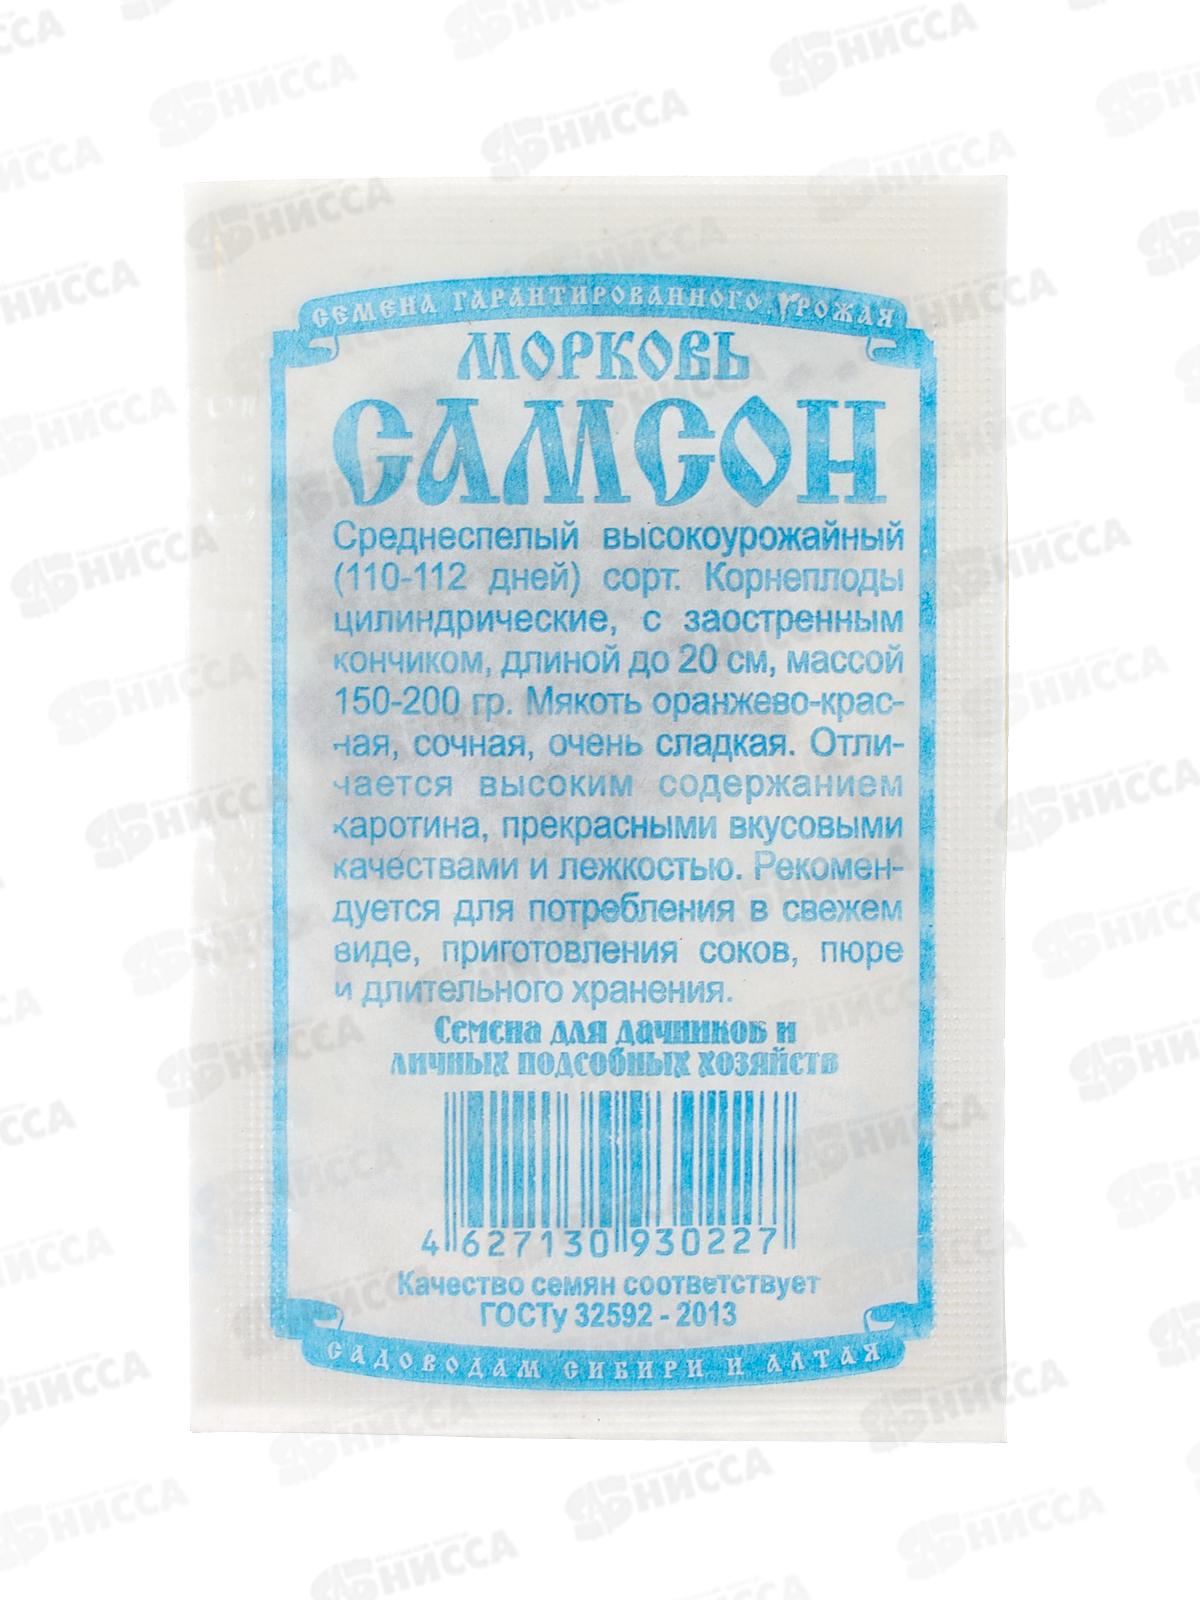 СЕМЕНА ГАРАНТИРОВАННОГО УРОЖАЯ
МОРКОВЬ
САМСОН
Среднеспелый высокоурожайный
(110-112 дней) сорт. Корнеплоды
цилиндрические, с заостренным
кончиком, длиной до 20 см, массой
150-200 гр. Мякоть оранжево-крас-
ная, сочная, очень сладкая. Отли-
чается высоким содержанием
каротина, прекрасными вкусовыми
качествами и лежкостью. Рекомен-
дуется для потребления в свежем
виде, приготовления соков, пюре
и длительного хранения.
Семена для дачников и
личных подсобных хозяйств
4 627130 930227
Качество семян соответствует
ГОСТу 32592 - 2013
САДОВОДАМ СИБИРИ И АЛТАЯ